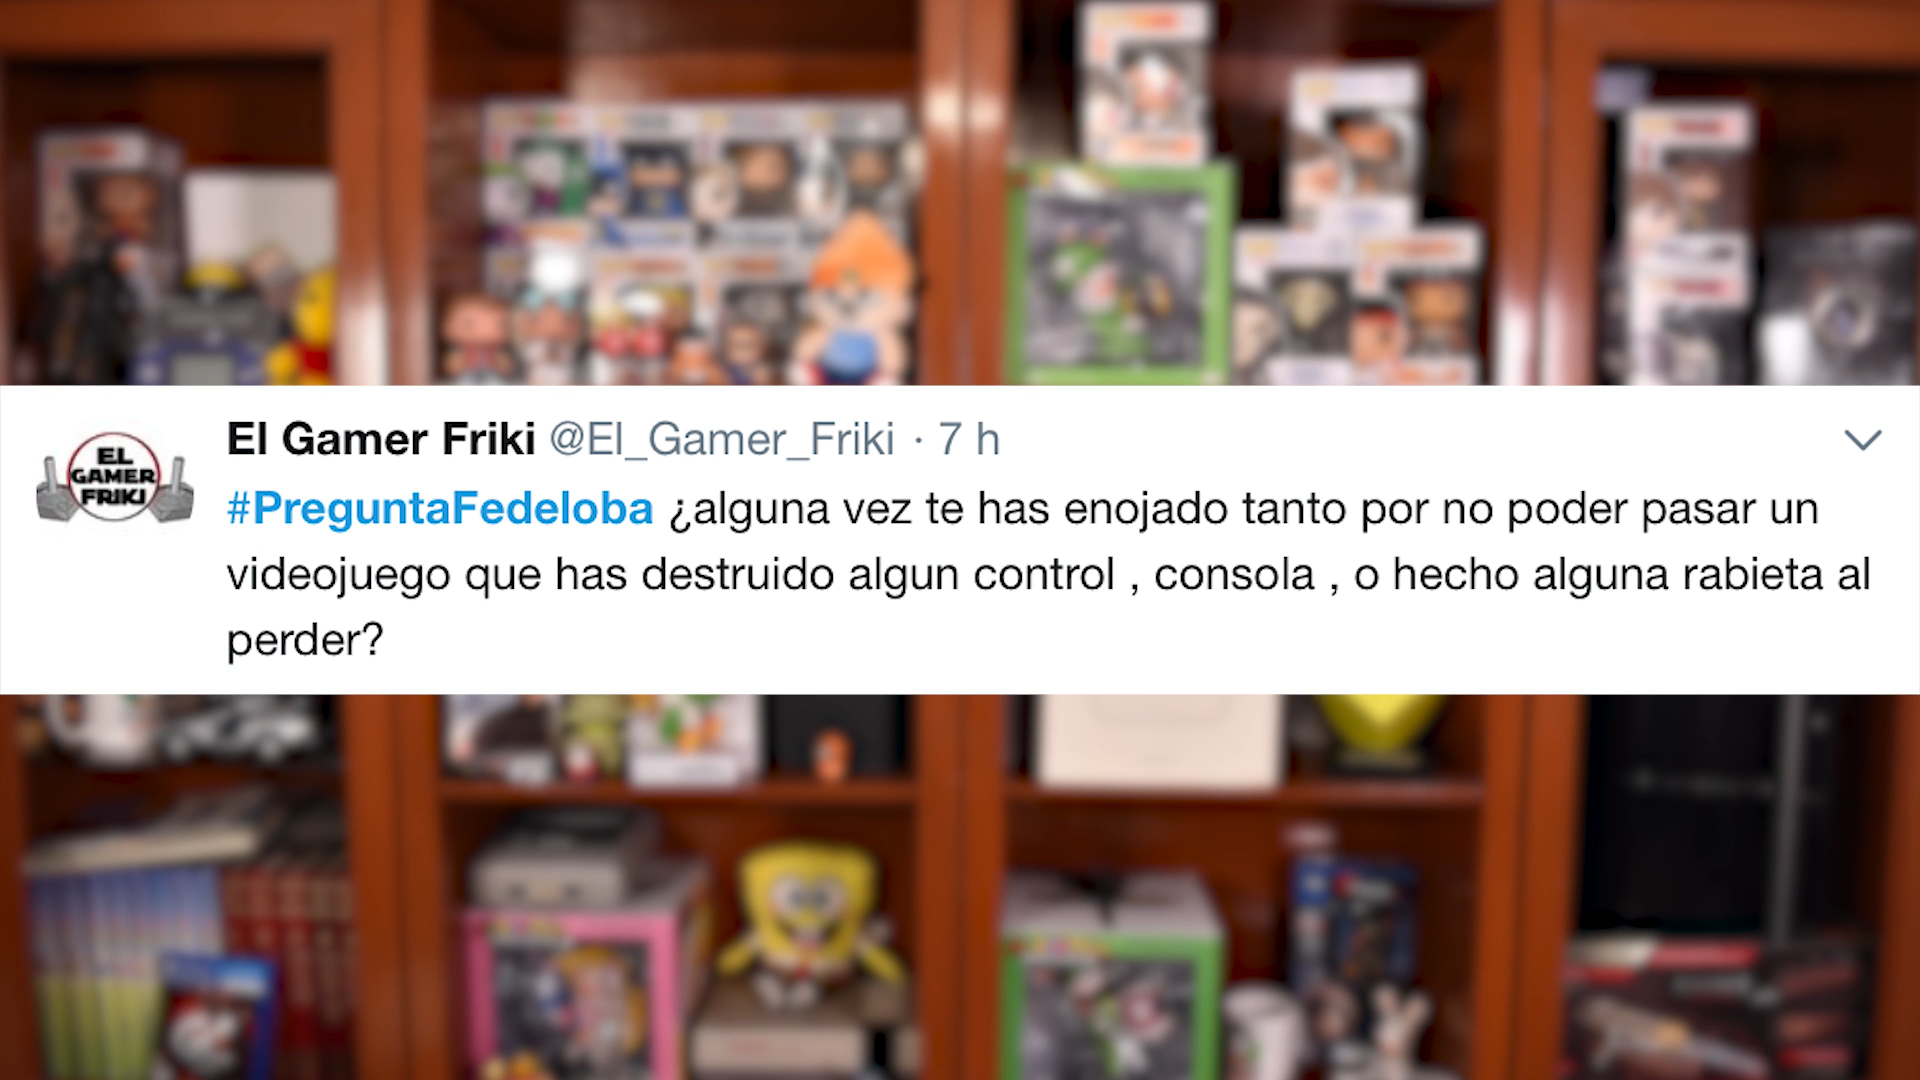 El Gamer Friki @El_Gamer_Friki · 7 h
EL
GAMER
FRIKI
#PreguntaFedeloba ¿alguna vez te has enojado tanto por no poder pasar un
videojuego que has destruido algun control , consola , o hecho alguna rabieta al
perder?